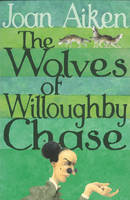 Joan Aiken
The
Wolves
of
Willoughby
Chase